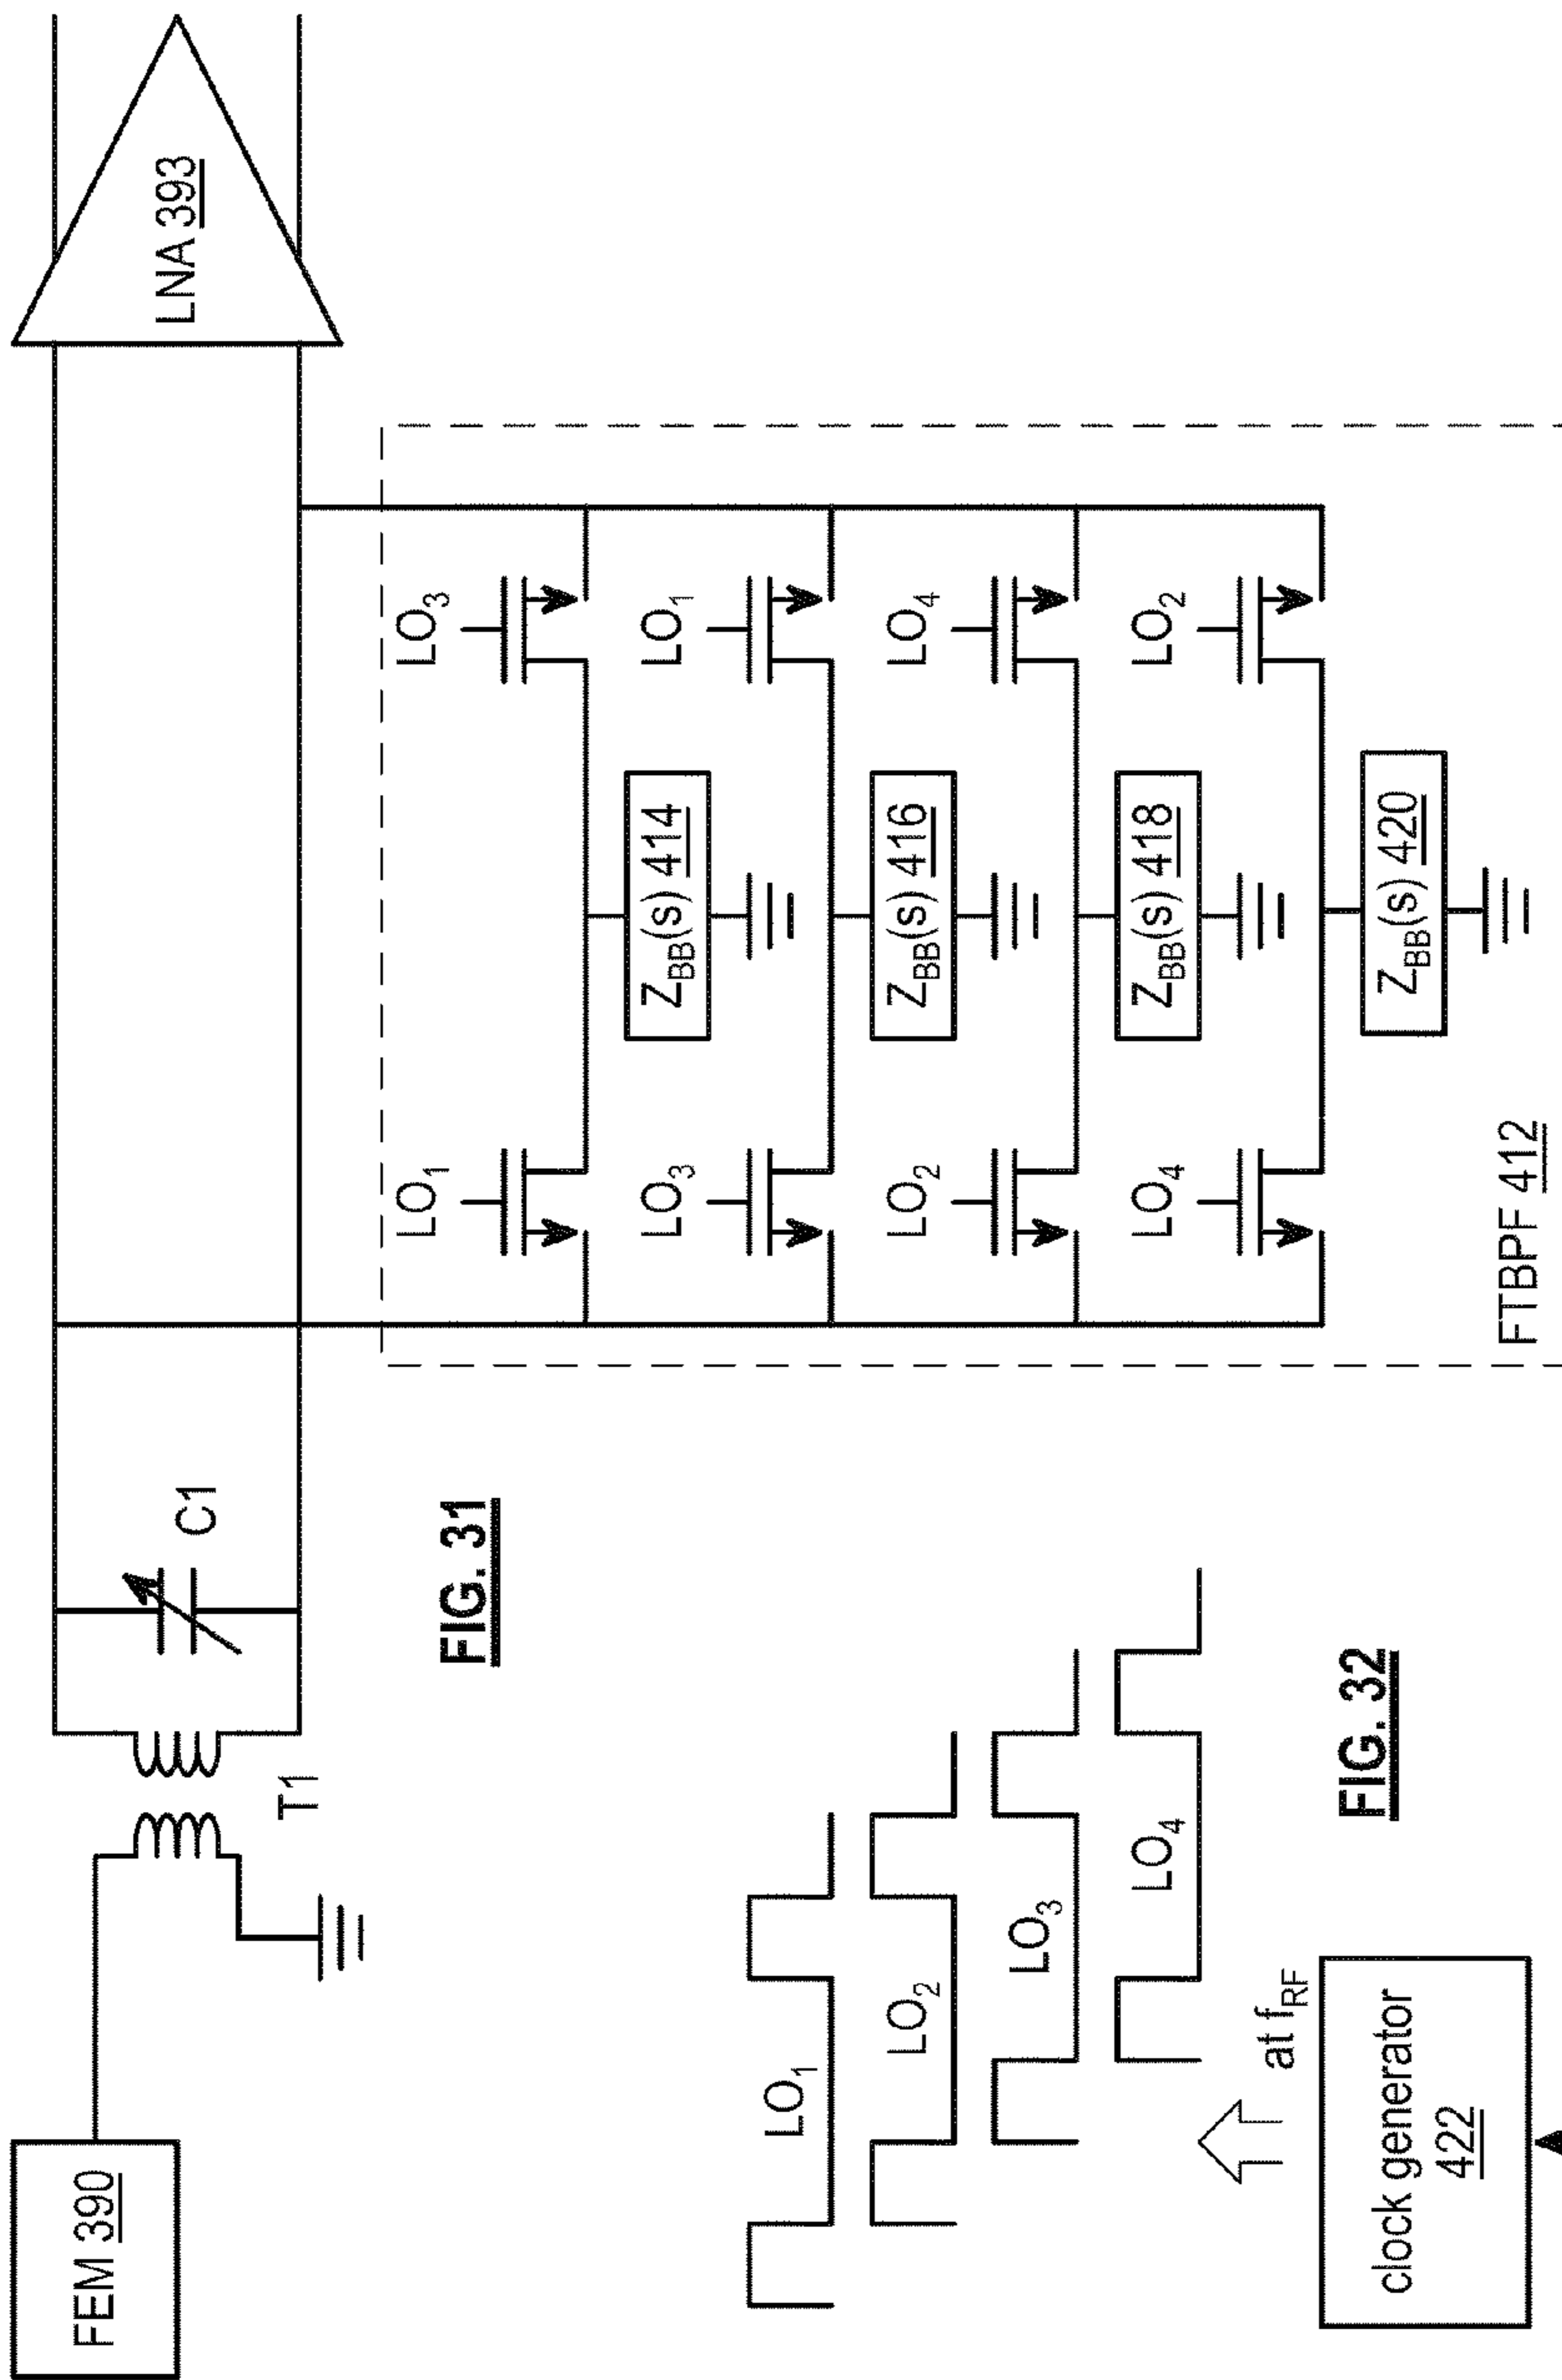 FEM 390
T1
C1
LNA 393
FIG. 31
LO1
LO3
ZBB(s) 414
LO3
LO1
ZBB(s) 416
LO2
LO4
ZBB(s) 418
LO4
LO2
ZBB(s) 420
FTBPF 412
LO1
LO2
LO3
LO4
at fRF
clock generator
422
FIG. 32